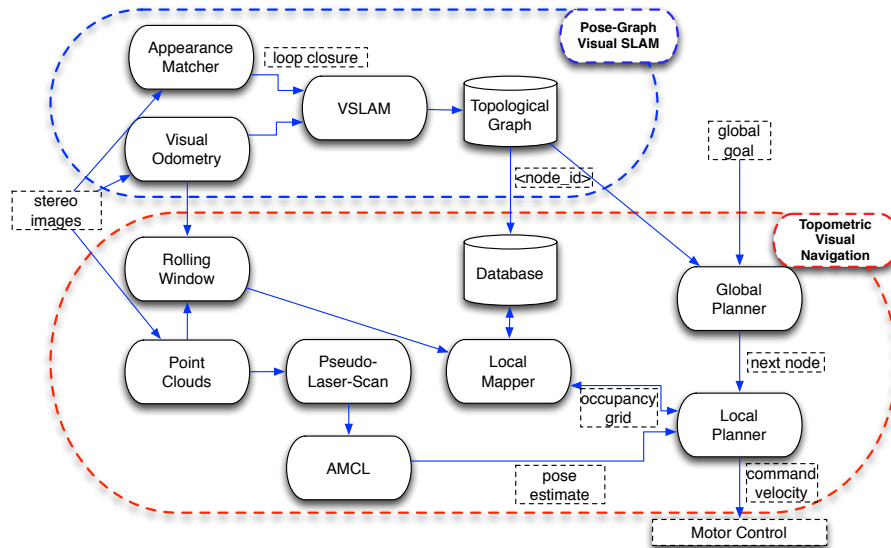 Pose-Graph
Visual SLAM
Appearance
Matcher
loop closure
VSLAM
Topological
Graph
Visual
Odometry
global
goal
<node_id>
stereo
images
Topometric
Visual
Navigation
Rolling
Window
Database
Global
Planner
Point
Clouds
Pseudo-
Laser-Scan
Local
Mapper
next node
occupancy
grid
Local
Planner
AMCL
pose
estimate
command
velocity
Motor Control